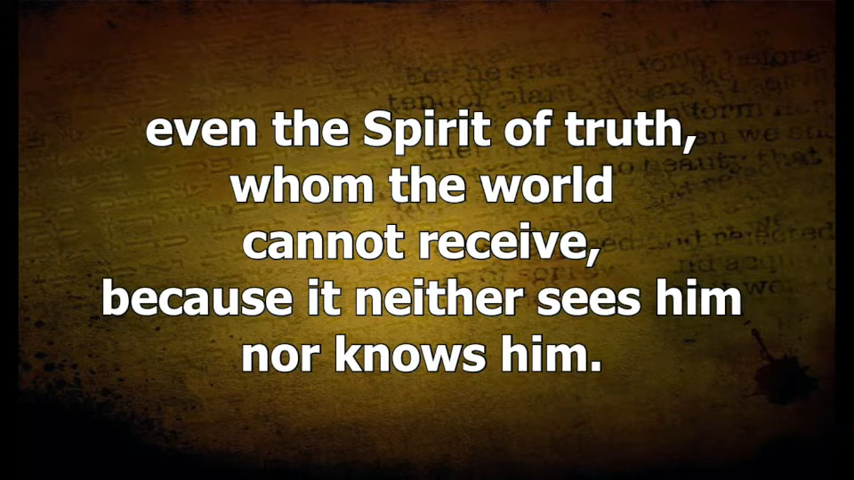 even the Spirit of truth,
whom the world
cannot receive,
because it neither sees him
nor knows him.